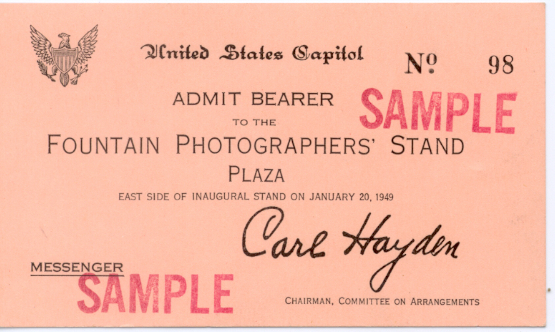 United States Capitol
Nº 98
ADMIT BEARER
SAMPLE
TO THE
FOUNTAIN PHOTOGRAPHERS' STAND
PLAZA
EAST SIDE OF INAUGURAL STAND ON JANUARY 20, 1949
Carl Hayden
MESSENGER
SAMPLE
CHAIRMAN, COMMITTEE ON ARRANGEMENTS